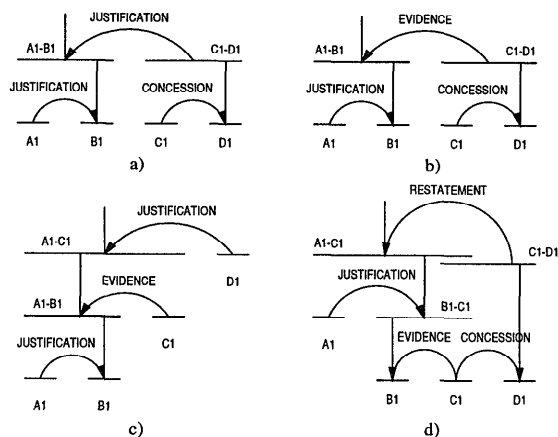 JUSTIFICATION
A1-B1 C1-D1
JUSTIFICATION CONCESSION
A1 B1 C1 D1
a)
EVIDENCE
A1-B1 C1-D1
JUSTIFICATION CONCESSION
A1 B1 C1 D1
b)
JUSTIFICATION
A1-C1
D1
EVIDENCE
A1-B1
C1
JUSTIFICATION
A1 B1
c)
RESTATEMENT
A1-C1
C1-D1
JUSTIFICATION
B1-C1
A1
EVIDENCE CONCESSION
B1 C1 D1
d)